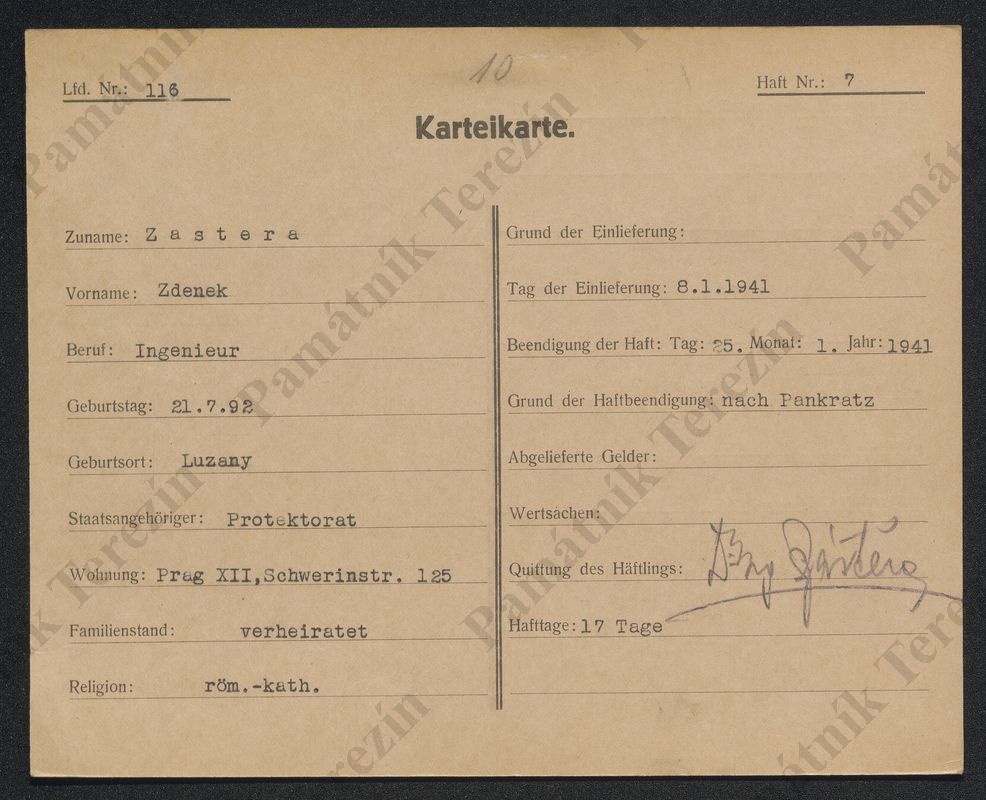 10
Lfd. Nr.: 116
Haft Nr.: 7
Karteikarte.
Zuname: Zastera
Vorname: Zdenek
Beruf: Ingenieur
Geburtstag: 21.7.92
Geburtsort: Luzany
Staatsangehöriger: Protektorat
Wohnung: Prag XII,Schwerinstr. 125
Familienstand: verheiratet
Religion: röm.-kath.
Grund der Einlieferung:
Tag der Einlieferung: 8.1.1941
Beendigung der Haft: Tag: 25. Monat: 1. Jahr: 1941
Grund der Haftbeendigung: nach Pankratz
Abgelieferte Gelder:
Wertsachen:
Quittung des Häftlings: Zástěra
Hafttage: 17 Tage
Památník Terezín